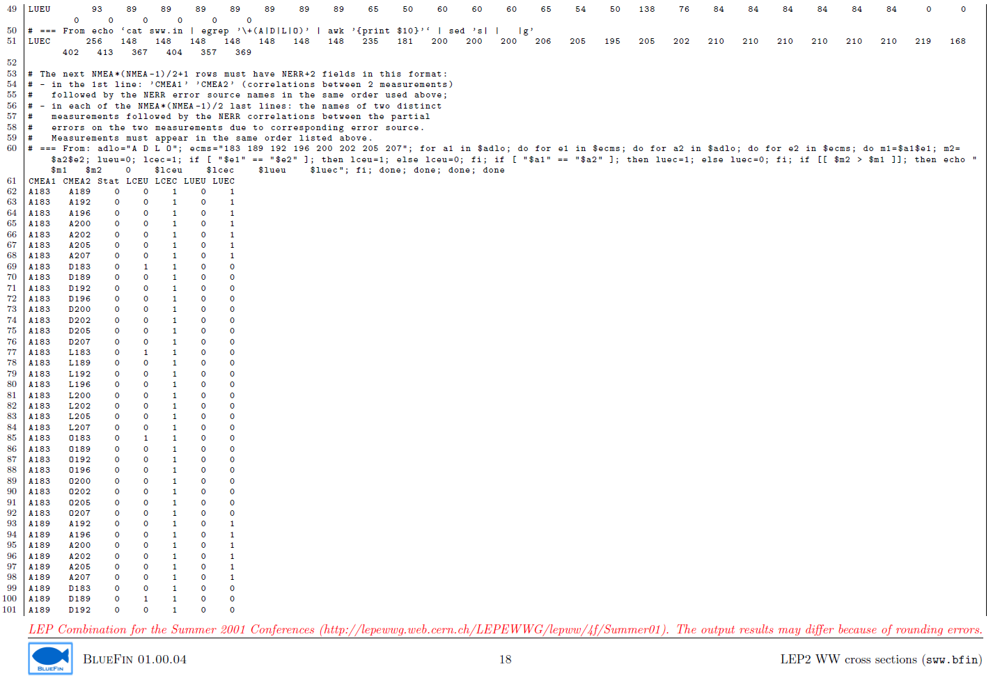 49 LUEU 93 89 89 89 89 89 89 89 65 50 60 60 60 65 54 50 138 76 84 84 84 84 84 84 0 0
0 0 0 0 0 0
50 # === From echo ‘cat sww.in | egrep ’\+(A|D|L|O)’ | awk ’{print $10}’‘ | sed ’s| |   |g’
51 LUEC 256 148 148 148 148 148 148 148 235 181 200 200 200 206 205 195 205 202 210 210 210 210 210 210 219 168
402 413 367 404 357 369
52
53 # The next NMEA*(NMEA-1)/2+1 rows must have NERR+2 fields in this format:
54 # - in the 1st line: ’CMEA1’ ’CMEA2’ (correlations between 2 measurements)
55 #   followed by the NERR error source names in the same order used above;
56 # - in each of the NMEA*(NMEA-1)/2 last lines: the names of two distinct
57 #   measurements followed by the NERR correlations between the partial
58 #   errors on the two measurements due to corresponding error source.
59 #   Measurements must appear in the same order listed above.
60 # === From: adlo="A D L O"; ecms="183 189 192 196 200 202 205 207"; for a1 in $adlo; do for e1 in $ecms; do for a2 in $adlo; do for e2 in $ecms; do m1=$a1$e1; m2=
$a2$e2; lueu=0; lcec=1; if [ "$e1" == "$e2" ]; then lceu=1; else lceu=0; fi; if [ "$a1" == "$a2" ]; then luec=1; else luec=0; fi; if [[ $m2 > $m1 ]]; then echo "
$m1 $m2 0 $lceu $lcec $lueu $luec"; fi; done; done; done; done
61 CMEA1 CMEA2 Stat LCEU LCEC LUEU LUEC
62 A183 A189 0 0 1 0 1
63 A183 A192 0 0 1 0 1
64 A183 A196 0 0 1 0 1
65 A183 A200 0 0 1 0 1
66 A183 A202 0 0 1 0 1
67 A183 A205 0 0 1 0 1
68 A183 A207 0 0 1 0 1
69 A183 D183 0 1 1 0 0
70 A183 D189 0 0 1 0 0
71 A183 D192 0 0 1 0 0
72 A183 D196 0 0 1 0 0
73 A183 D200 0 0 1 0 0
74 A183 D202 0 0 1 0 0
75 A183 D205 0 0 1 0 0
76 A183 D207 0 0 1 0 0
77 A183 L183 0 1 1 0 0
78 A183 L189 0 0 1 0 0
79 A183 L192 0 0 1 0 0
80 A183 L196 0 0 1 0 0
81 A183 L200 0 0 1 0 0
82 A183 L202 0 0 1 0 0
83 A183 L205 0 0 1 0 0
84 A183 L207 0 0 1 0 0
85 A183 O183 0 1 1 0 0
86 A183 O189 0 0 1 0 0
87 A183 O192 0 0 1 0 0
88 A183 O196 0 0 1 0 0
89 A183 O200 0 0 1 0 0
90 A183 O202 0 0 1 0 0
91 A183 O205 0 0 1 0 0
92 A183 O207 0 0 1 0 0
93 A189 A192 0 0 1 0 1
94 A189 A196 0 0 1 0 1
95 A189 A200 0 0 1 0 1
96 A189 A202 0 0 1 0 1
97 A189 A205 0 0 1 0 1
98 A189 A207 0 0 1 0 1
99 A189 D183 0 0 1 0 0
100 A189 D189 0 1 1 0 0
101 A189 D192 0 0 1 0 0
LEP Combination for the Summer 2001 Conferences (http://lepewwg.web.cern.ch/LEPEWWG/lepww/4f/Summer01). The output results may differ because of rounding errors.
BLUEFIN BLUEFIN 01.00.04 18 LEP2 WW cross sections (sww.bfin)